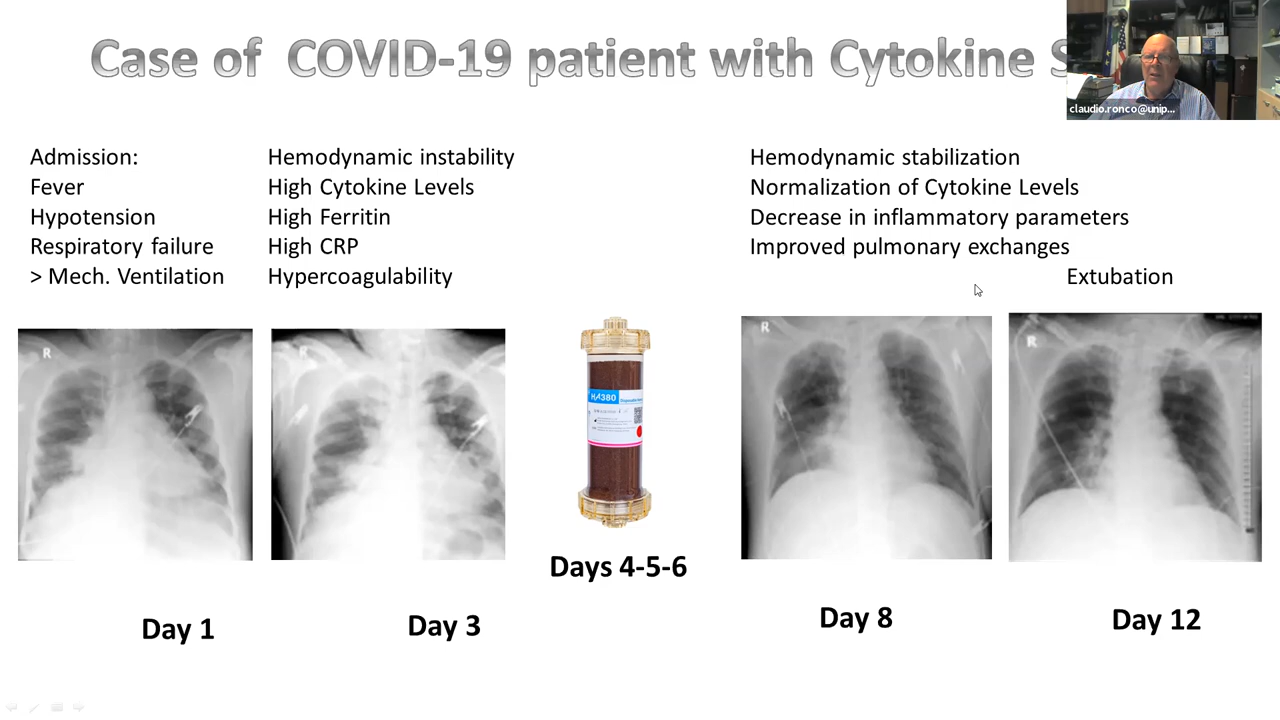 Case of COVID-19 patient with Cytokine S
claudio.ronco@unip...
Admission:
Fever
Hypotension
Respiratory failure
> Mech. Ventilation
Hemodynamic instability
High Cytokine Levels
High Ferritin
High CRP
Hypercoagulability
Hemodynamic stabilization
Normalization of Cytokine Levels
Decrease in inflammatory parameters
Improved pulmonary exchanges
Extubation
R
R
R
R
HA380
Days 4-5-6
Day 1
Day 3
Day 8
Day 12